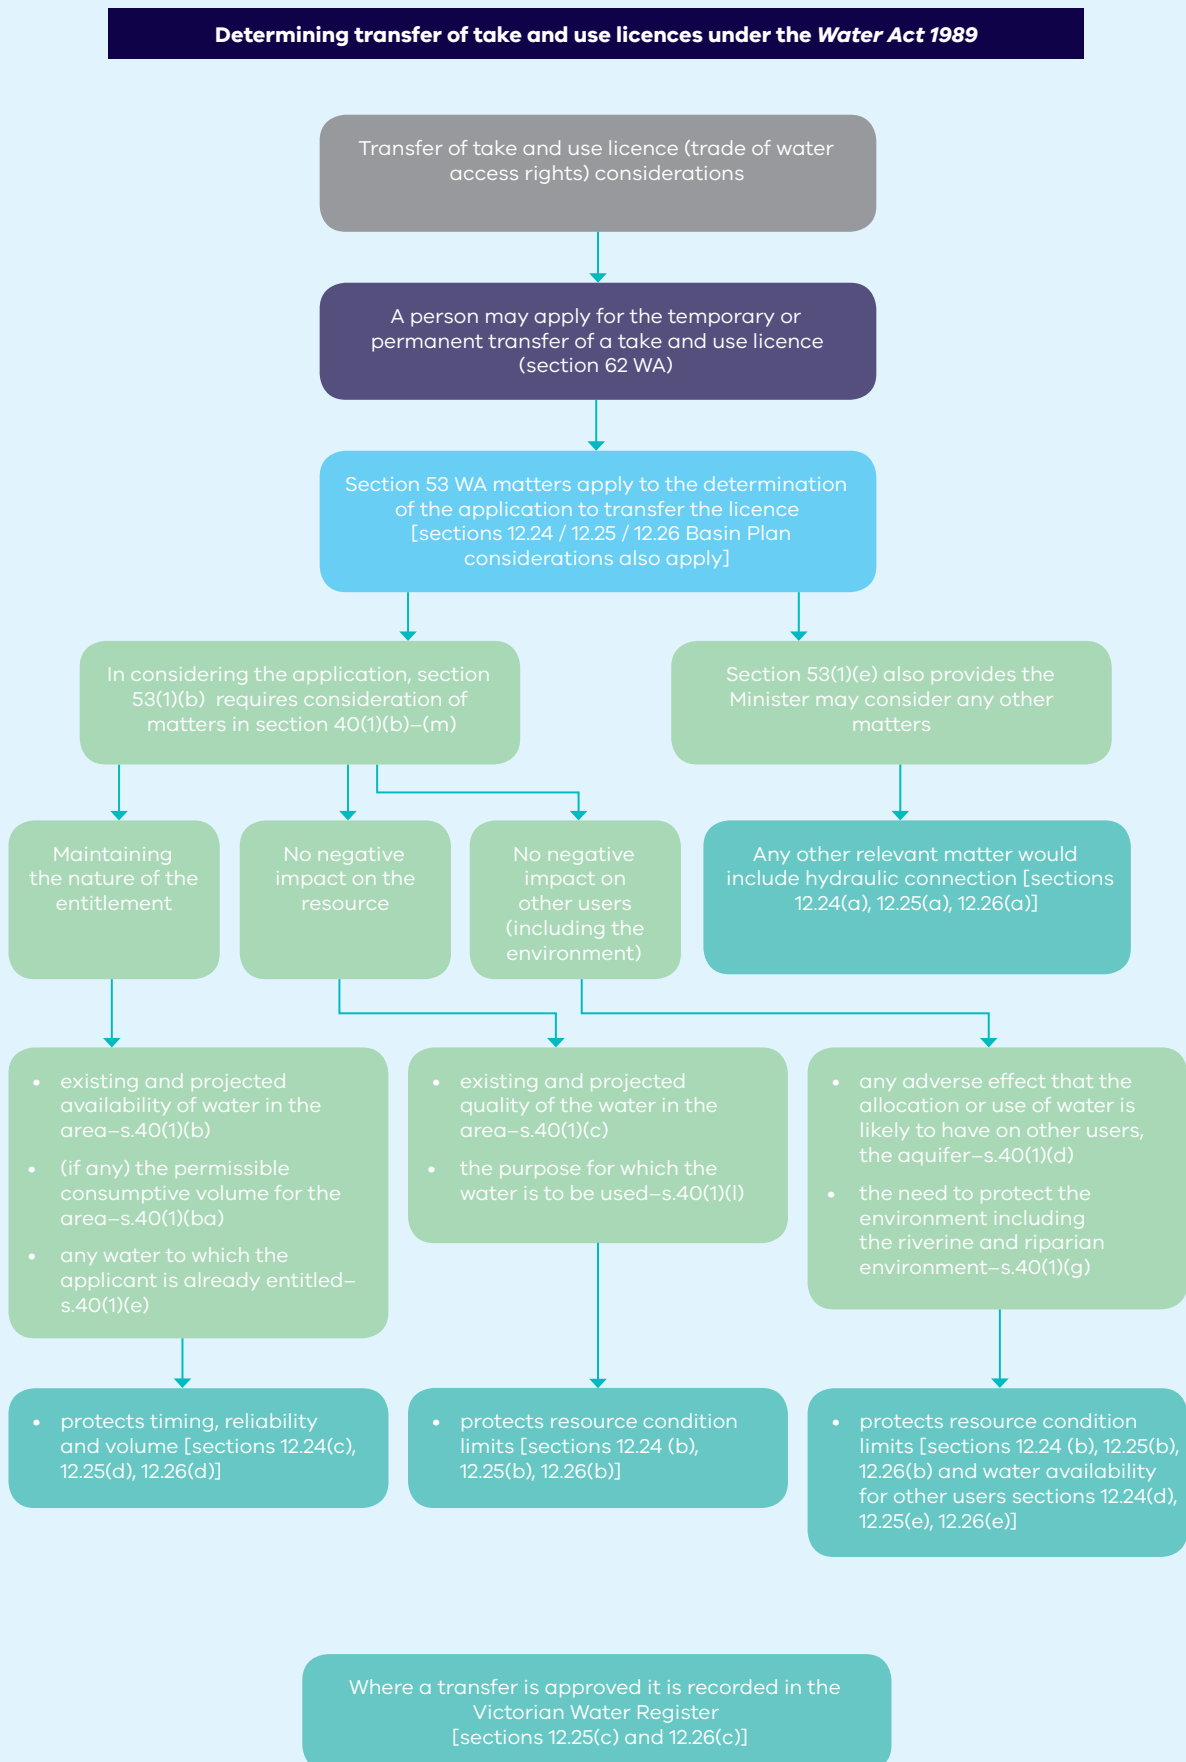 Determining transfer of take and use licences under the Water Act 1989
Transfer of take and use licence (trade of water
access rights) considerations
A person may apply for the temporary or
permanent transfer of a take and use licence
(section 62 WA)
Section 53 WA matters apply to the determination
of the application to transfer the licence
[sections 12.24 / 12.25 / 12.26 Basin Plan
considerations also apply]
In considering the application, section
53(1)(b) requires consideration of
matters in section 40(1)(b)–(m)
Section 53(1)(e) also provides the
Minister may consider any other
matters
Maintaining
the nature of the
entitlement
No negative
impact on the
resource
No negative
impact on
other users
(including the
environment)
Any other relevant matter would
include hydraulic connection [sections
12.24(a), 12.25(a), 12.26(a)]
• existing and projected
availability of water in the
area–s.40(1)(b)
• (if any) the permissible
consumptive volume for the
area–s.40(1)(ba)
• any water to which the
applicant is already entitled–
s.40(1)(e)
• existing and projected
quality of the water in the
area–s.40(1)(c)
• the purpose for which the
water is to be used–s.40(1)(l)
• any adverse effect that the
allocation or use of water is
likely to have on other users,
the aquifer–s.40(1)(d)
• the need to protect the
environment including
the riverine and riparian
environment–s.40(1)(g)
• protects timing, reliability
and volume [sections 12.24(c),
12.25(d), 12.26(d)]
• protects resource condition
limits [sections 12.24 (b),
12.25(b), 12.26(b)]
• protects resource condition
limits [sections 12.24 (b), 12.25(b),
12.26(b) and water availability
for other users sections 12.24(d),
12.25(e), 12.26(e)]
Where a transfer is approved it is recorded in the
Victorian Water Register
[sections 12.25(c) and 12.26(c)]